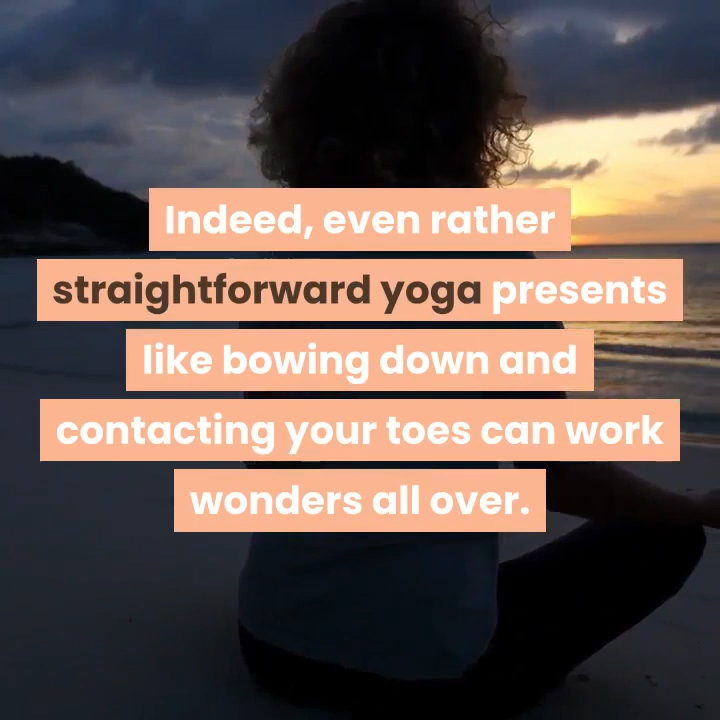 Indeed, even rather
straightforward yoga presents
like bowing down and
contacting your toes can work
wonders all over.